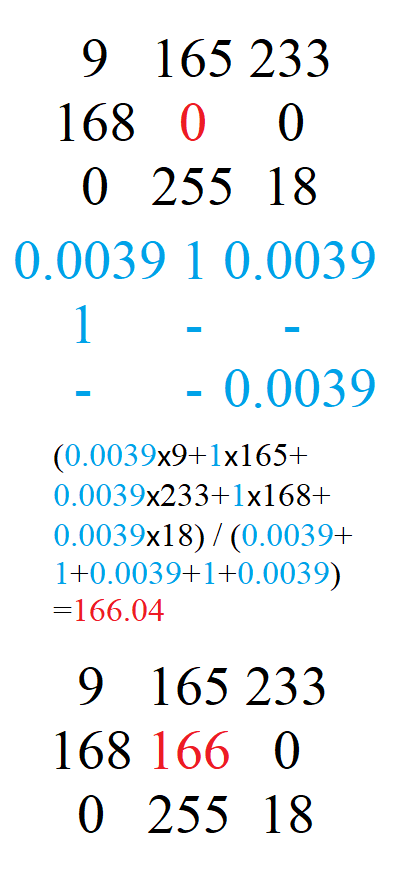 9 165 233
168 0 0
0 255 18
0.0039 1 0.0039
1 - -
- - 0.0039
(0.0039x9+1x165+
0.0039x233+1x168+
0.0039x18) / (0.0039+
1+0.0039+1+0.0039)
=166.04
9 165 233
168 166 0
0 255 18